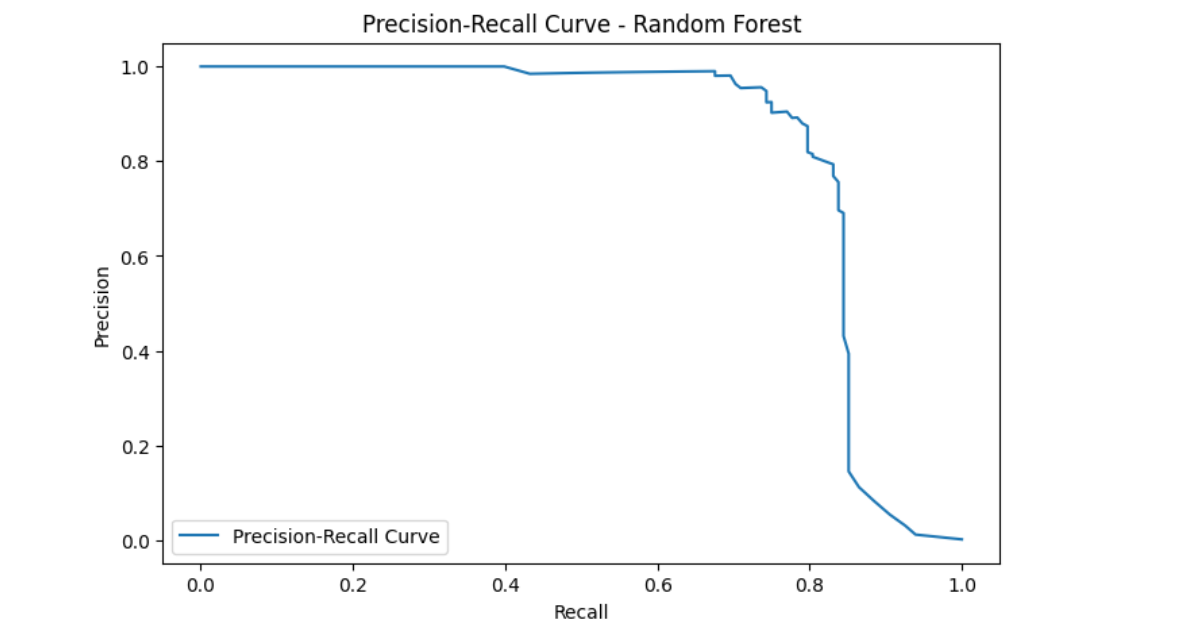 Precision-Recall Curve - Random Forest
1.0
0.8
0.6
0.4
0.2
0.0
Precision
Precision-Recall Curve
0.0 0.2 0.4 0.6 0.8 1.0
Recall